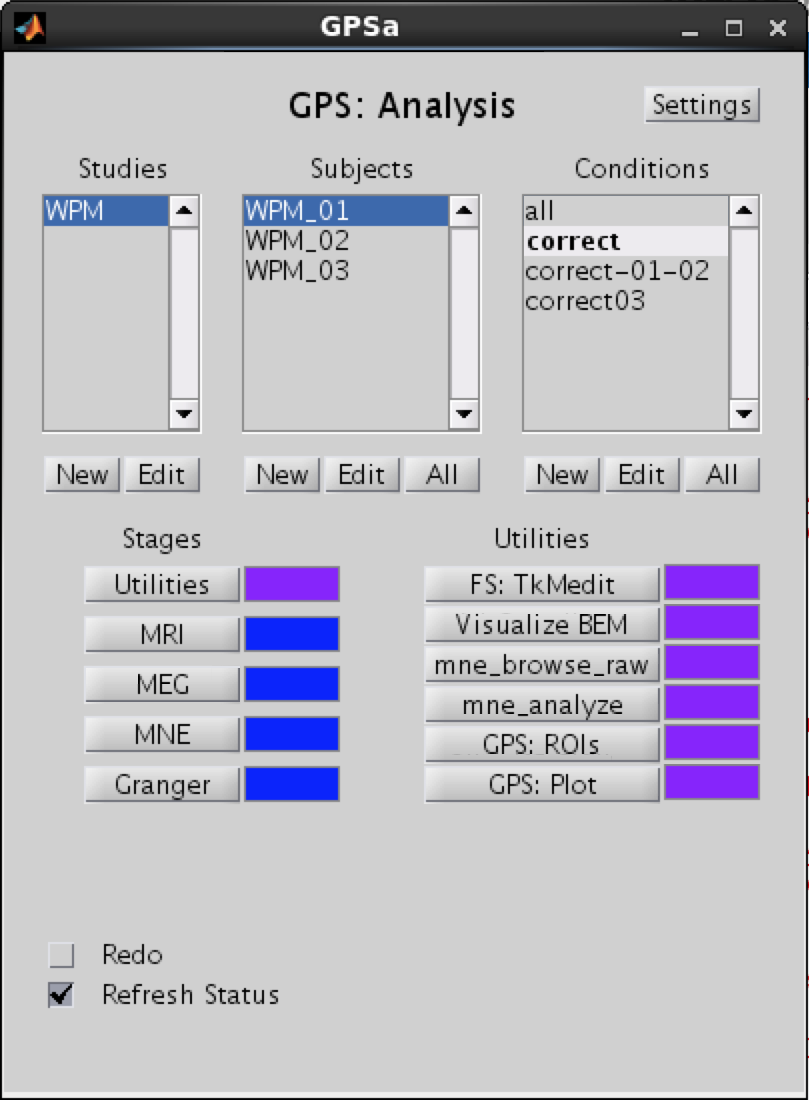 GPSa
GPS: Analysis
Settings
Studies
Subjects
Conditions
WPM
WPM_01
WPM_02
WPM_03
all
correct
correct-01-02
correct03
New
Edit
New
Edit
All
New
Edit
All
Stages
Utilities
MRI
MEG
MNE
Granger
Utilities
FS: TkMedit
Visualize BEM
mne_browse_raw
mne_analyze
GPS: ROIs
GPS: Plot
Redo
Refresh Status